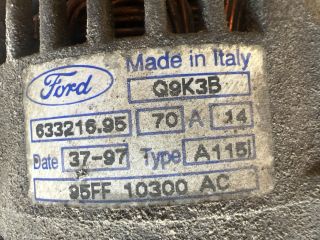 Made in Italy
Ford
Q9K3B
633216.95 70 A 14
Date 37-97 Type A115i
95FF 10300 AC